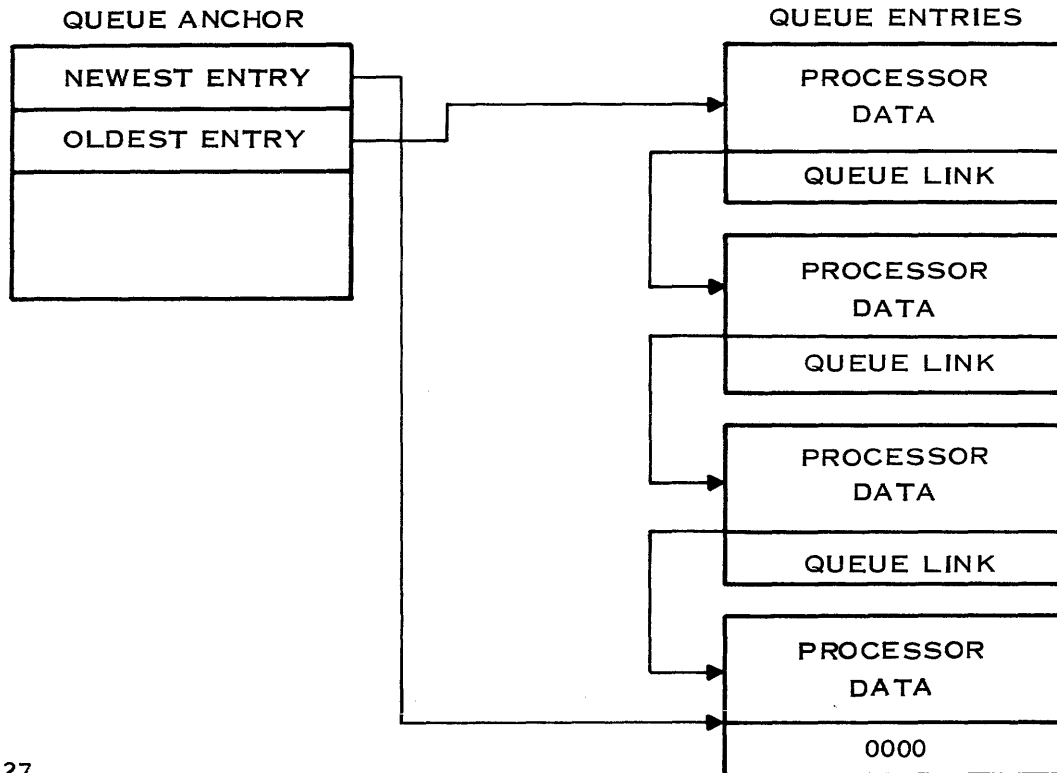 QUEUE ANCHOR
NEWEST ENTRY
OLDEST ENTRY
QUEUE ENTRIES
PROCESSOR
DATA
QUEUE LINK
PROCESSOR
DATA
QUEUE LINK
PROCESSOR
DATA
QUEUE LINK
PROCESSOR
DATA
0000
27